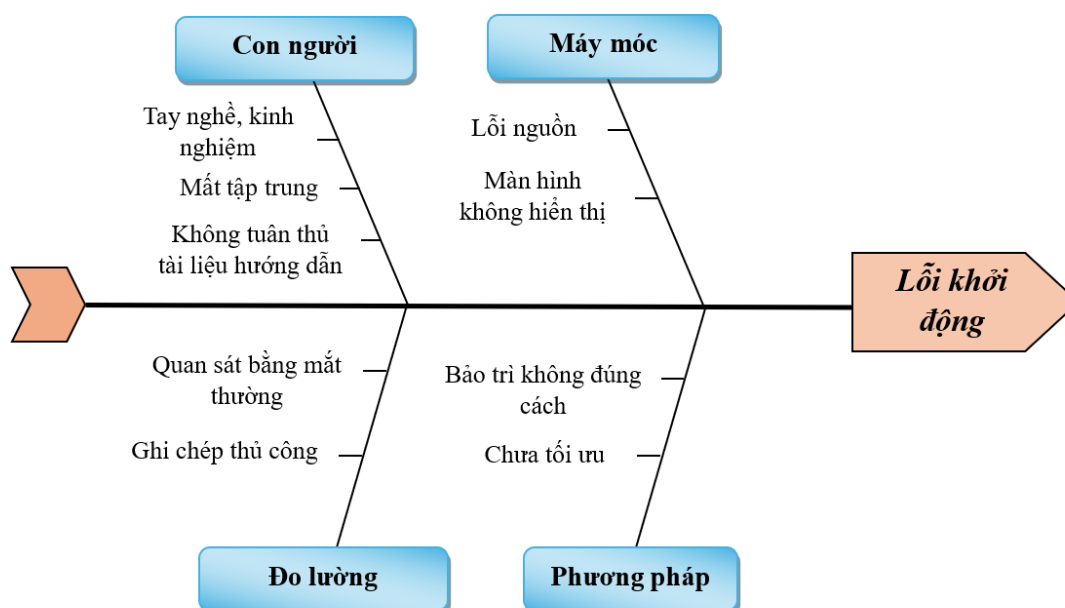 Con người
Máy móc
Tay nghề, kinh
nghiệm
Mất tập trung
Không tuân thủ
tài liệu hướng dẫn
Lỗi nguồn
Màn hình
không hiển thị
Lỗi khởi
động
Quan sát bằng mắt
thường
Ghi chép thủ công
Bảo trì không đúng
cách
Chưa tối ưu
Đo lường
Phương pháp